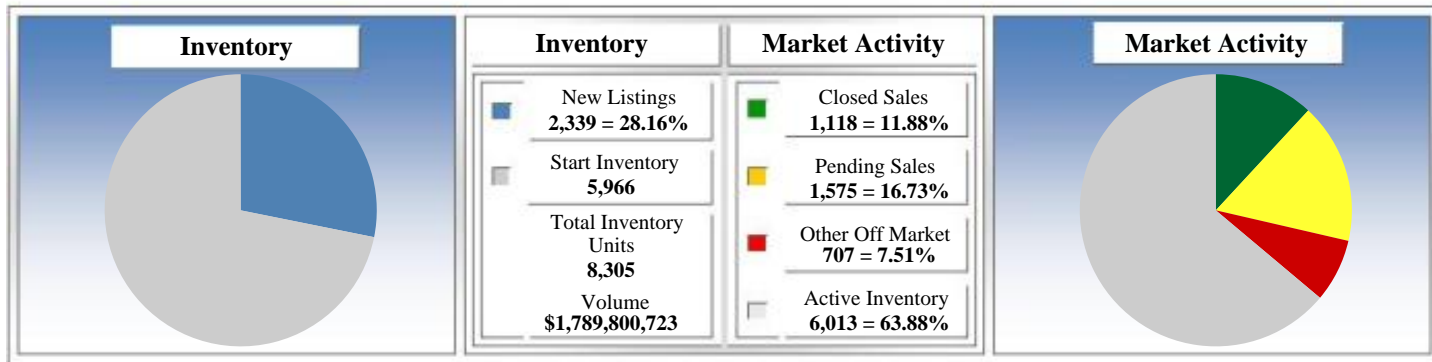 Inventory
Inventory
New Listings
2,339 = 28.16%
Start Inventory
5,966
Total Inventory
Units
8,305
Volume
$1,789,800,723
Market Activity
Closed Sales
1,118 = 11.88%
Pending Sales
1,575 = 16.73%
Other Off Market
707 = 7.51%
Active Inventory
6,013 = 63.88%
Market Activity